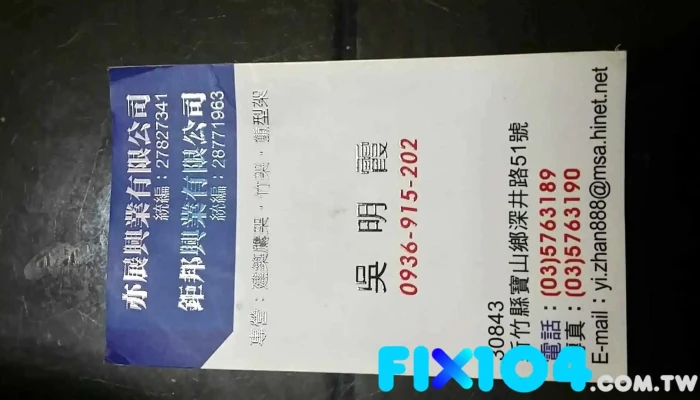 亦展興業有限公司
統編：27827341
鉅邦興業有限公司
統編：28771963
專營：建築鷹架．竹架．重型架
吳明霞
0936-915-202
30843
新竹縣寶山鄉深井路51號
電話：(03)5763189
傳真：(03)5763190
E-mail：yi.zhan888@msa.hinet.net
FIX104.COM.TW